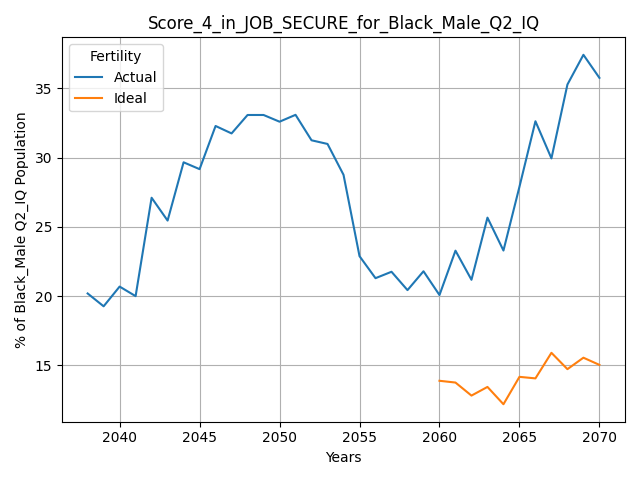 Score_4_in_JOB_SECURE_for_Black_Male_Q2_IQ
Fertility
Actual
Ideal
% of Black_Male Q2_IQ Population
35
30
25
20
15
2040 2045 2050 2055 2060 2065 2070
Years